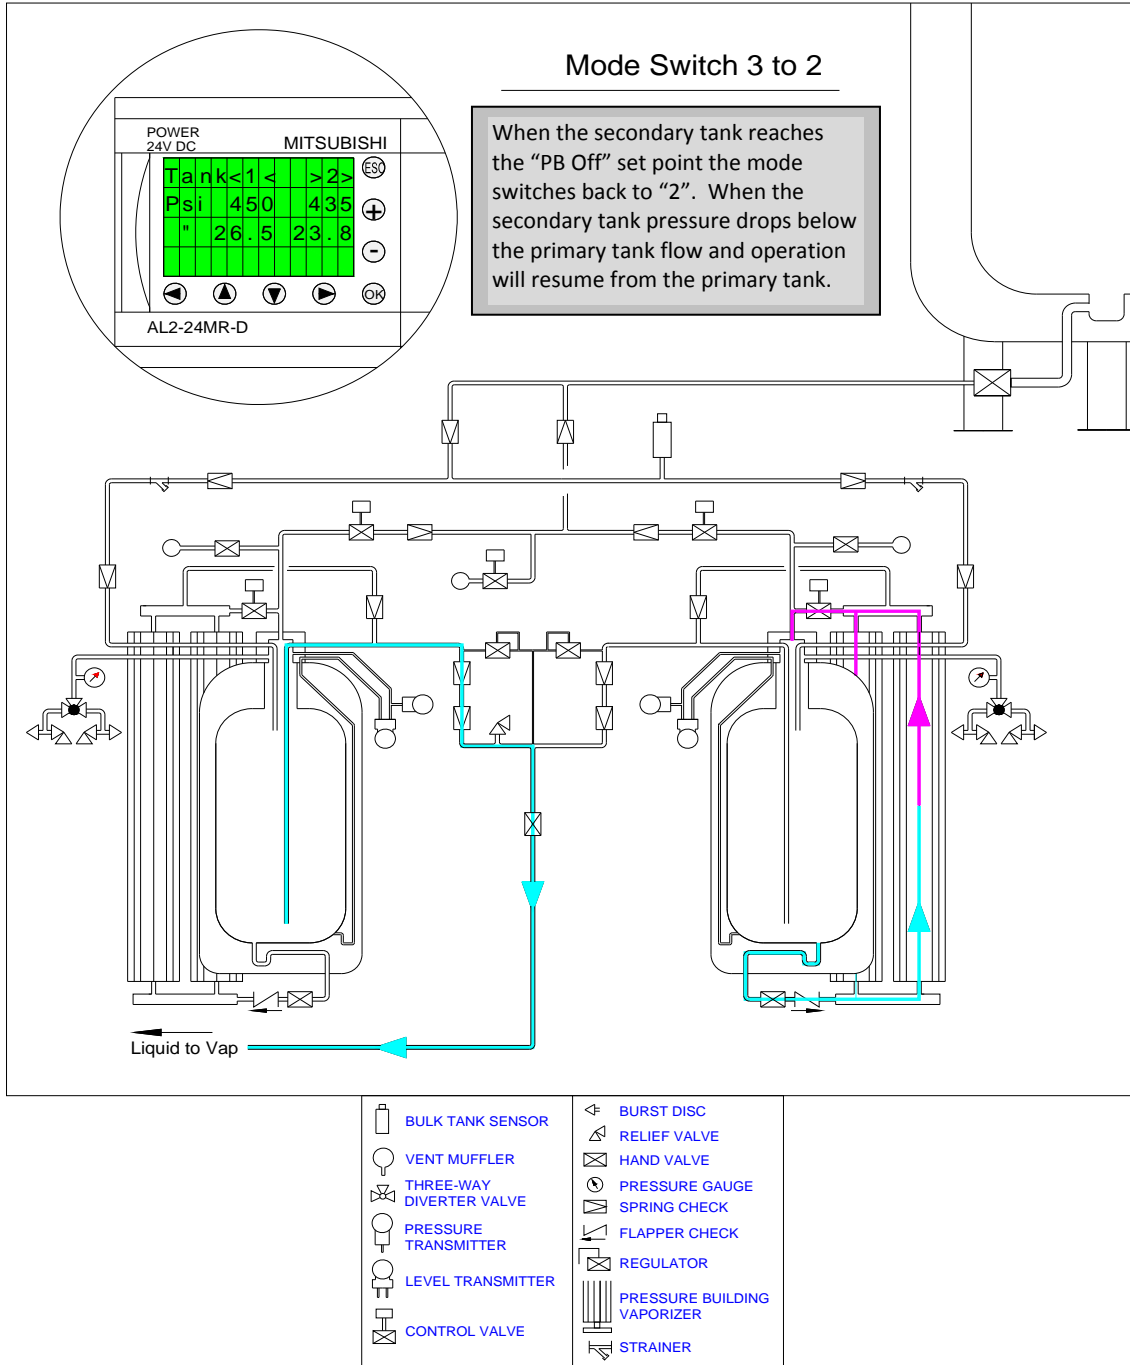 Mode Switch 3 to 2
When the secondary tank reaches
the “PB Off” set point the mode
switches back to “2”.  When the
secondary tank pressure drops below
the primary tank flow and operation
will resume from the primary tank.
POWER
24V DC
MITSUBISHI
Tank<1<  >2>
Psi 450 435
" 26.5 23.8
ESC
+
-
OK
AL2-24MR-D
Liquid to Vap
BULK TANK SENSOR
VENT MUFFLER
THREE-WAY
DIVERTER VALVE
PRESSURE
TRANSMITTER
LEVEL TRANSMITTER
CONTROL VALVE
BURST DISC
RELIEF VALVE
HAND VALVE
PRESSURE GAUGE
SPRING CHECK
FLAPPER CHECK
REGULATOR
PRESSURE BUILDING
VAPORIZER
STRAINER